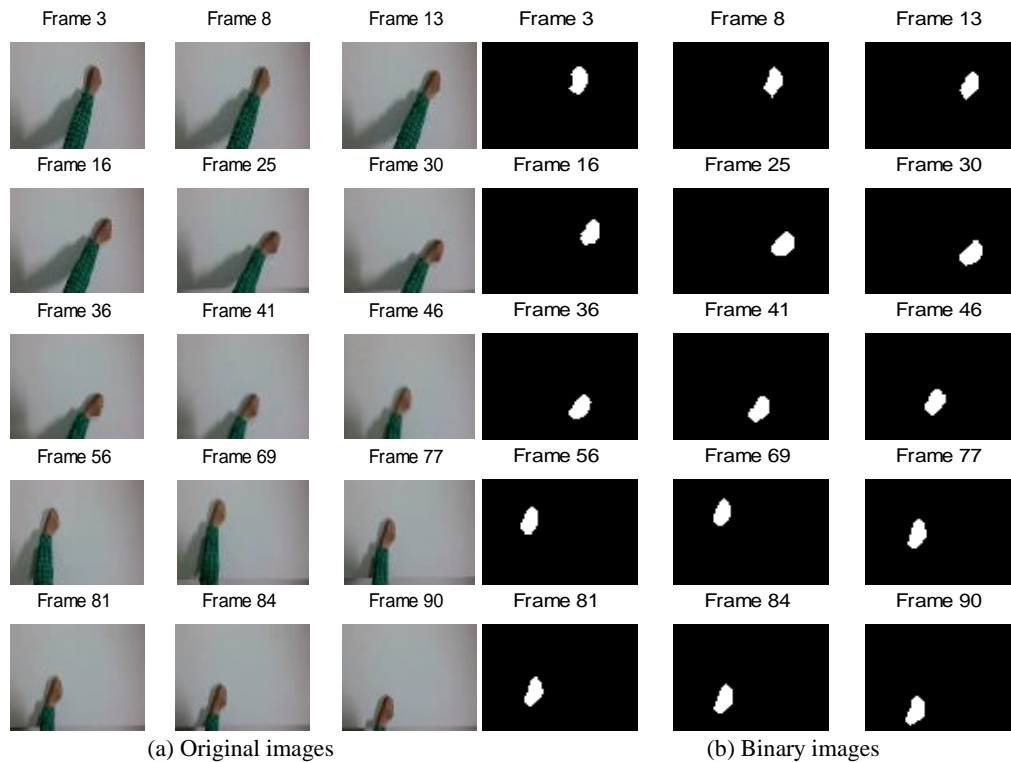 Frame 3 Frame 8 Frame 13 Frame 3 Frame 8 Frame 13
Frame 16 Frame 25 Frame 30 Frame 16 Frame 25 Frame 30
Frame 36 Frame 41 Frame 46 Frame 36 Frame 41 Frame 46
Frame 56 Frame 69 Frame 77 Frame 56 Frame 69 Frame 77
Frame 81 Frame 84 Frame 90 Frame 81 Frame 84 Frame 90
(a) Original images (b) Binary images